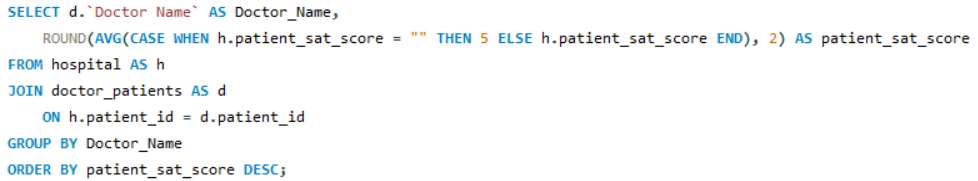 SELECT d.`Doctor Name` AS Doctor_Name,
    ROUND(AVG(CASE WHEN h.patient_sat_score = "" THEN 5 ELSE h.patient_sat_score END), 2) AS patient_sat_score
FROM hospital AS h
JOIN doctor_patients AS d
    ON h.patient_id = d.patient_id
GROUP BY Doctor_Name
ORDER BY patient_sat_score DESC;